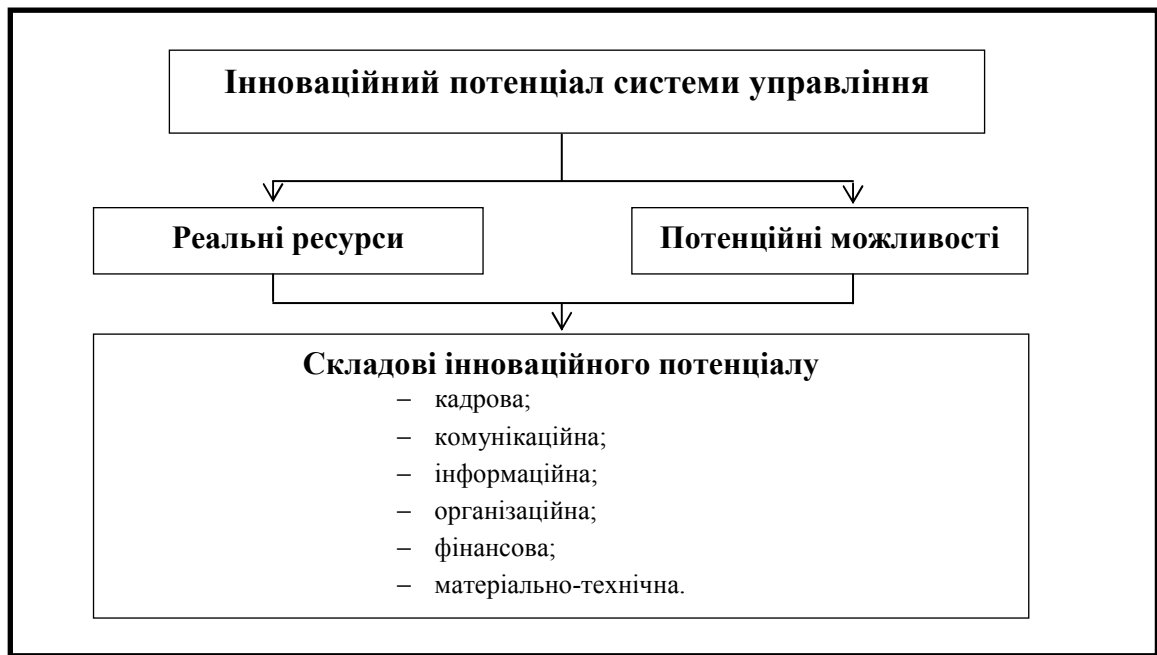 Інноваційний потенціал системи управління
Реальні ресурси
Потенційні можливості
Складові інноваційного потенціалу
– кадрова;
– комунікаційна;
– інформаційна;
– організаційна;
– фінансова;
– матеріально-технічна.